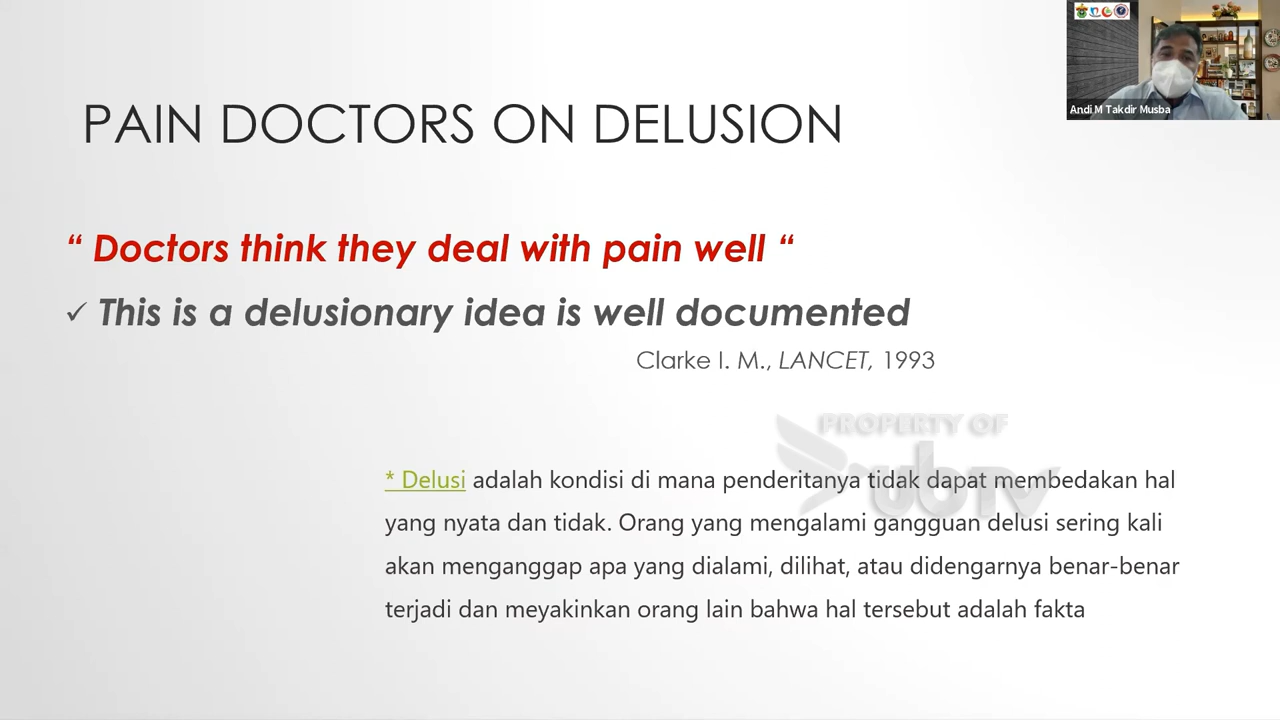 Andi M Takdir Musba
PAIN DOCTORS ON DELUSION
“ Doctors think they deal with pain well “
✓ This is a delusionary idea is well documented
Clarke I. M., LANCET, 1993
PROPERTY OF
ubtv
* Delusi adalah kondisi di mana penderitanya tidak dapat membedakan hal
yang nyata dan tidak. Orang yang mengalami gangguan delusi sering kali
akan menganggap apa yang dialami, dilihat, atau didengarnya benar-benar
terjadi dan meyakinkan orang lain bahwa hal tersebut adalah fakta